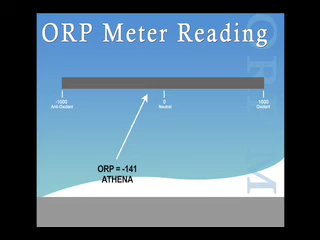 ORP Meter Reading
-1000
Anti-Oxidant
0
Neutral
1000
Oxidant
ORP = -141
ATHENA